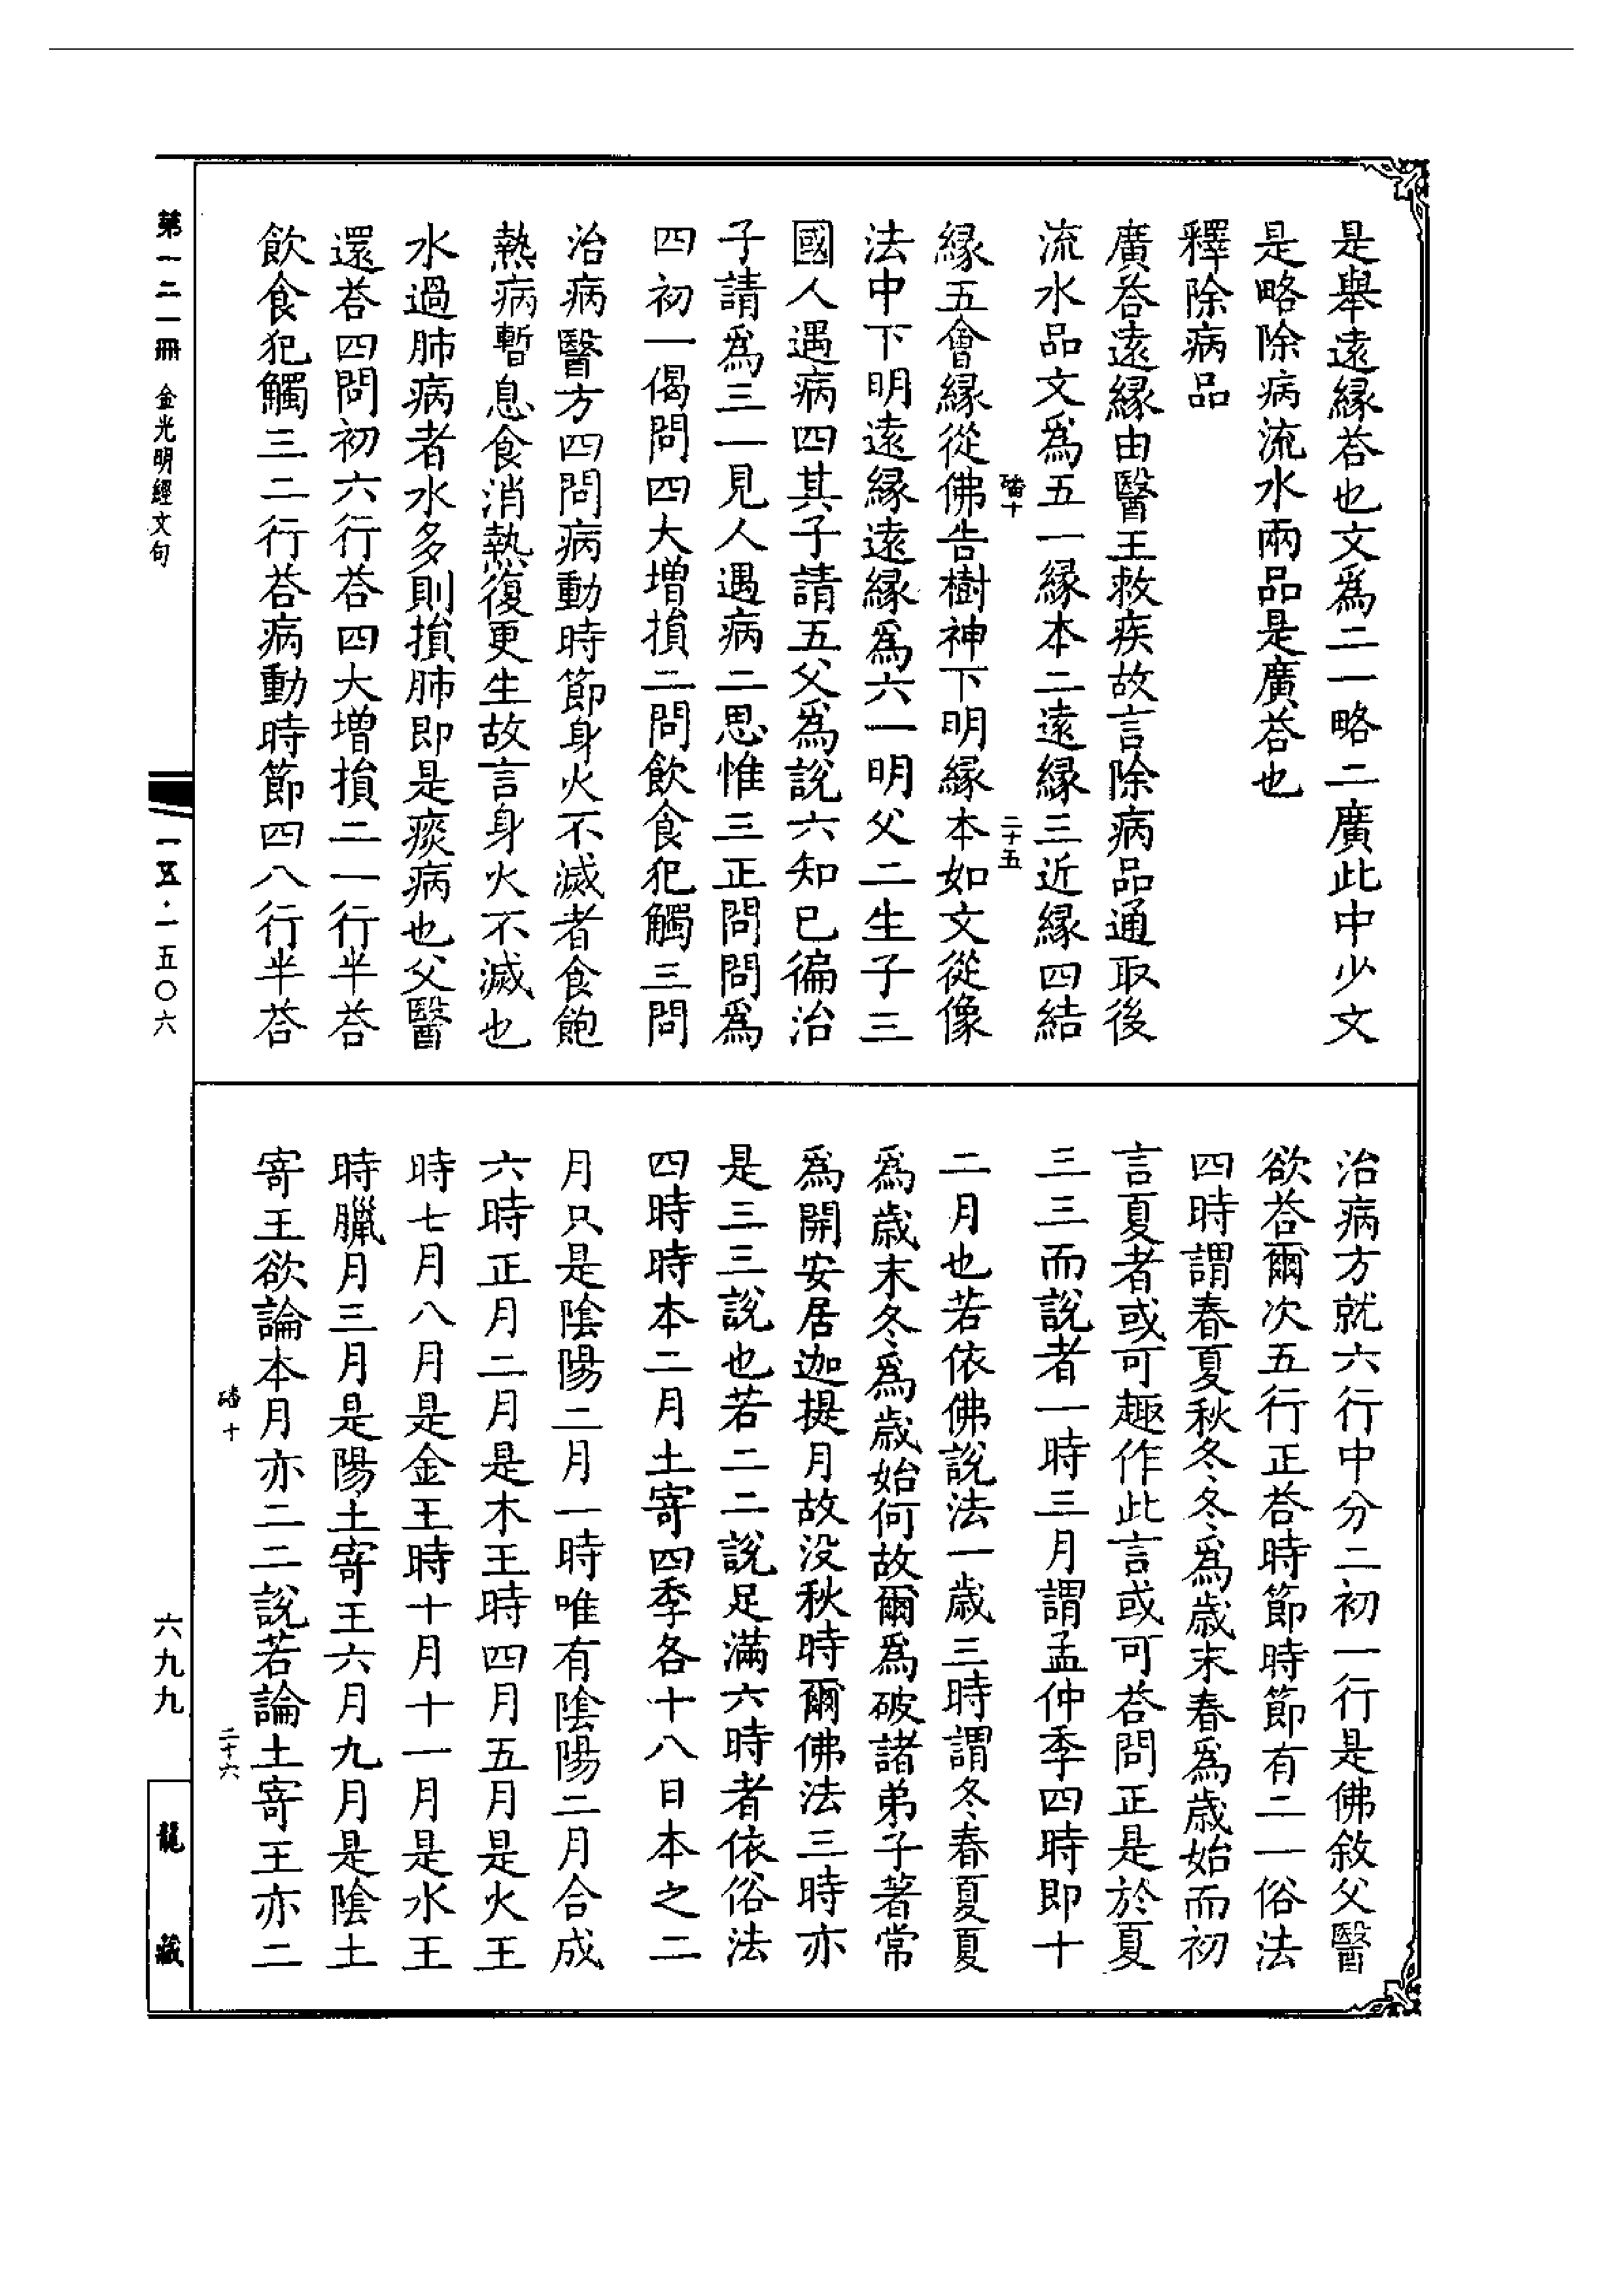 是舉遠緣荅也文爲二一略二廣此中少文
是略除病流水兩品是廣荅也
釋除病品
廣荅遠緣由醫王救疾故言除病品通取後
流水品文爲五一緣本二遠緣三近緣四結
磻十
二十五
緣五會緣從佛告樹神下明緣本如文從像
法中下明遠緣遠緣爲六一明父二生子三
國人遇病四其子請五父爲説六知已徧治
子請爲三一見人遇病二思惟三正問問爲
四初一偈問四大増損二問飲食犯觸三問
治病醫方四問病動時節身火不滅者食飽
熱病暫息食消熱復更生故言身火不滅也
水過肺病者水多則損肺即是痰病也父醫
還荅四問初六行荅四大増損二一行半荅
飲食犯觸三二行荅病動時節四八行半荅
治病方就六行中分二初一行是佛敘父醫
欲荅爾次五行正荅時節時節有二一俗法
四時謂春夏秋冬冬爲歳末春爲歳始而初
言夏者或可趣作此言或可荅問正是於夏
三三而説者一時三月謂孟仲季四時即十
二月也若依佛説法一歳三時謂冬春夏夏
爲歳末冬爲歳始何故爾爲破諸弟子著常
爲開安居迦提月故没秋時爾佛法三時亦
是三三説也若二二説足滿六時者依俗法
四時時本二月土寄四季各十八日本之二
月只是陰陽二月一時唯有陰陽二月合成
六時正月二月是木王時四月五月是火王
時七月八月是金王時十月十一月是水王
時臘月三月是陽土寄王六月九月是陰土
寄王欲論本月亦二二説若論土寄王亦二
磻十
二十六
第一二一冊 金光明經文句
一五·一五〇六
六九九
龍藏